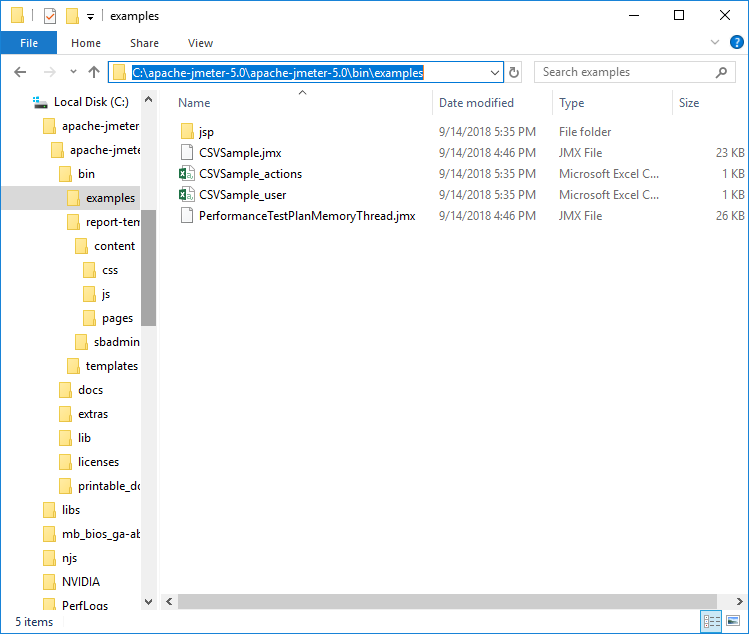 examples
File Home Share View
C:\apache-jmeter-5.0\apache-jmeter-5.0\bin\examples Search examples
Name Date modified Type Size
jsp 9/14/2018 5:35 PM File folder
CSVSample.jmx 9/14/2018 4:46 PM JMX File 23 KB
CSVSample_actions 9/14/2018 5:35 PM Microsoft Excel C... 1 KB
CSVSample_user 9/14/2018 5:35 PM Microsoft Excel C... 1 KB
PerformanceTestPlanMemoryThread.jmx 9/14/2018 4:46 PM JMX File 26 KB
Local Disk (C:)
apache-jmeter
apache-jmete
bin
examples
report-tem
content
css
js
pages
sbadmin
templates
docs
extras
lib
licenses
printable_do
libs
mb_bios_ga-ab
njs
NVIDIA
PerfLogs
5 items